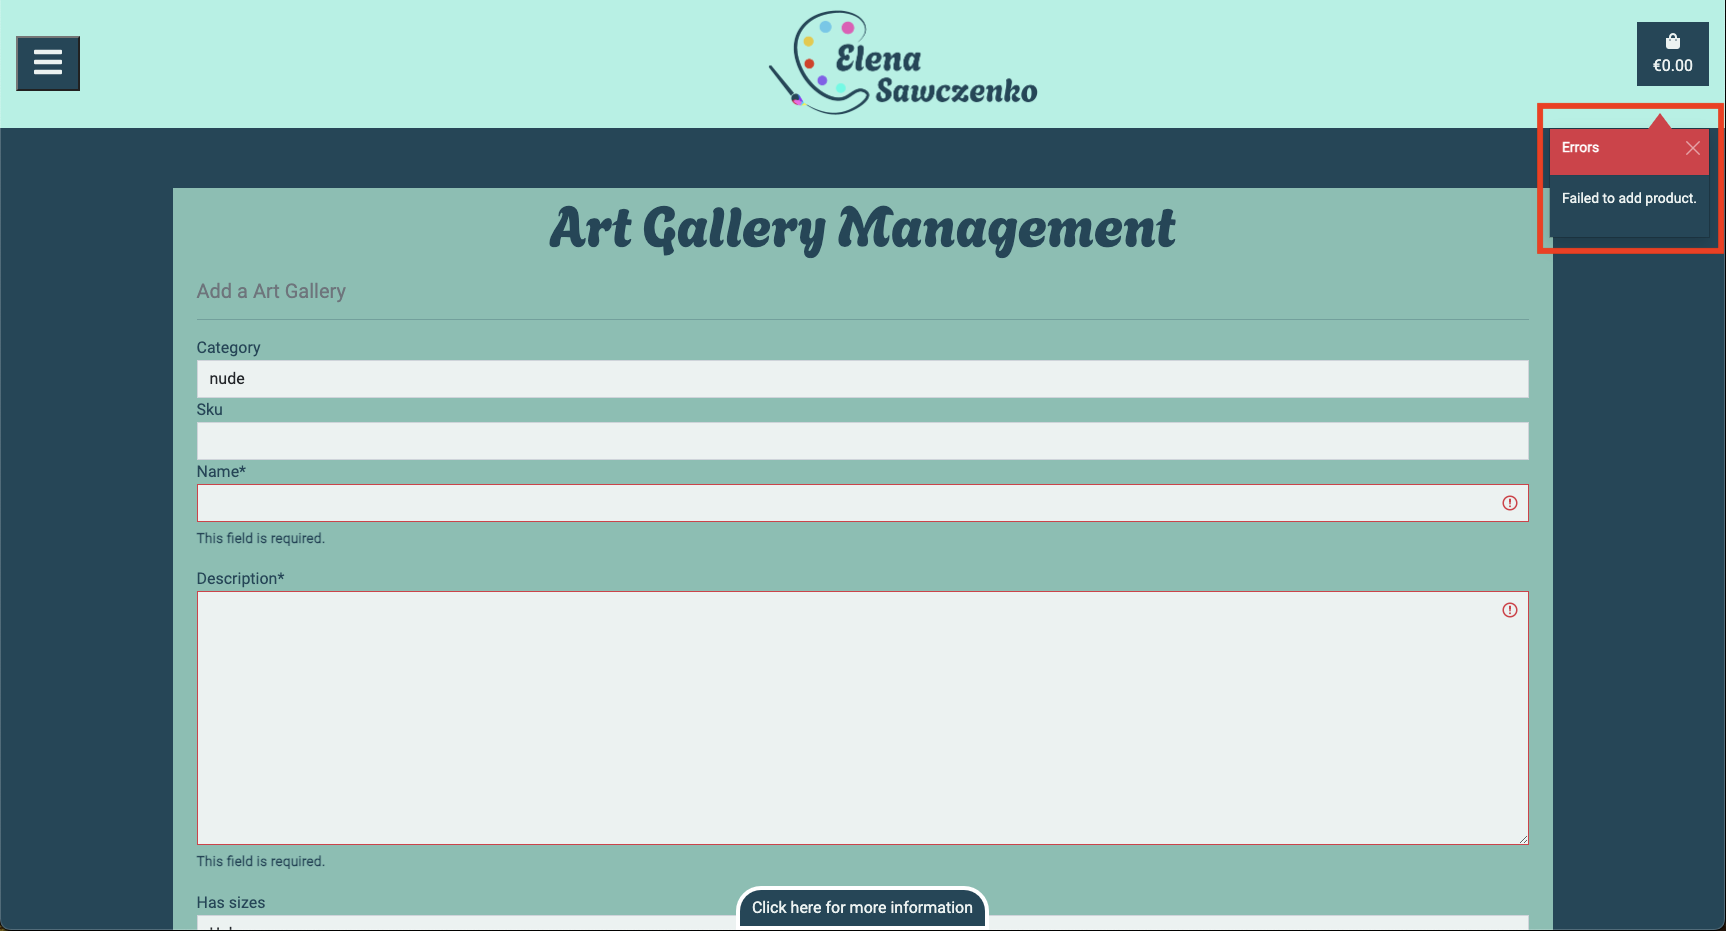 Elena
Sawczenko
€0.00
Errors
Failed to add product.
Art Gallery Management
Add a Art Gallery
Category
nude
Sku
Name*
This field is required.
Description*
This field is required.
Has sizes
Click here for more information